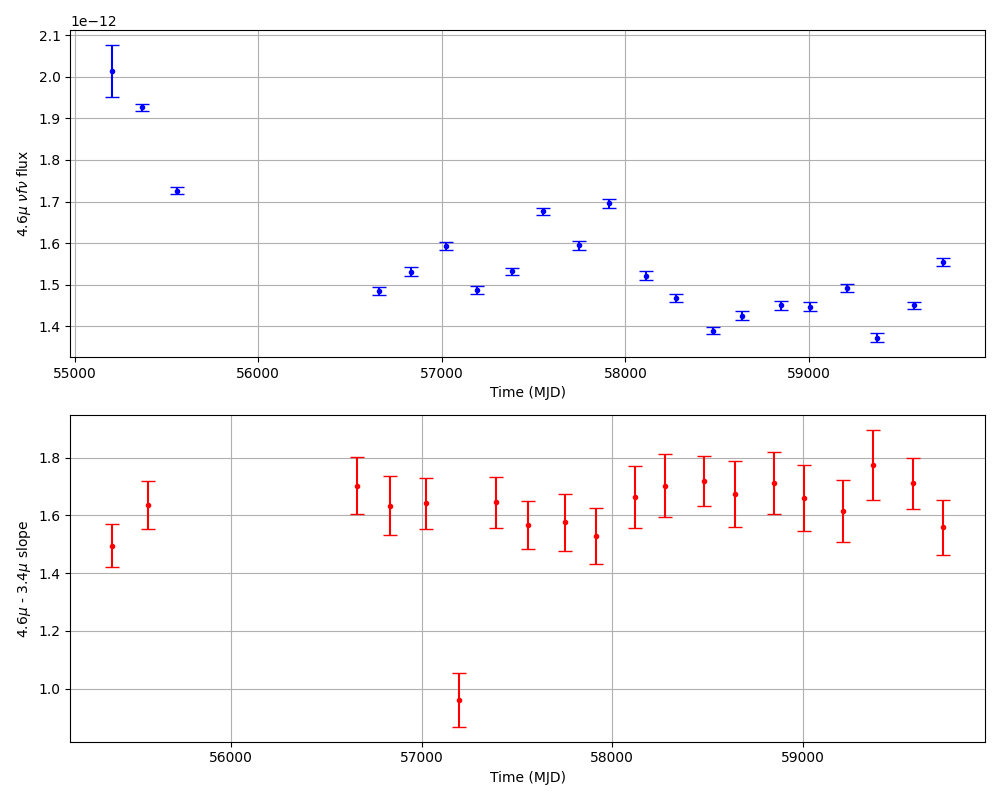 1e−12
2.1
2.0
1.9
1.8
1.7
1.6
1.5
1.4
4.6μ νfν flux
55000 56000 57000 58000 59000
Time (MJD)
1.8
1.6
1.4
1.2
1.0
4.6μ - 3.4μ slope
56000 57000 58000 59000
Time (MJD)